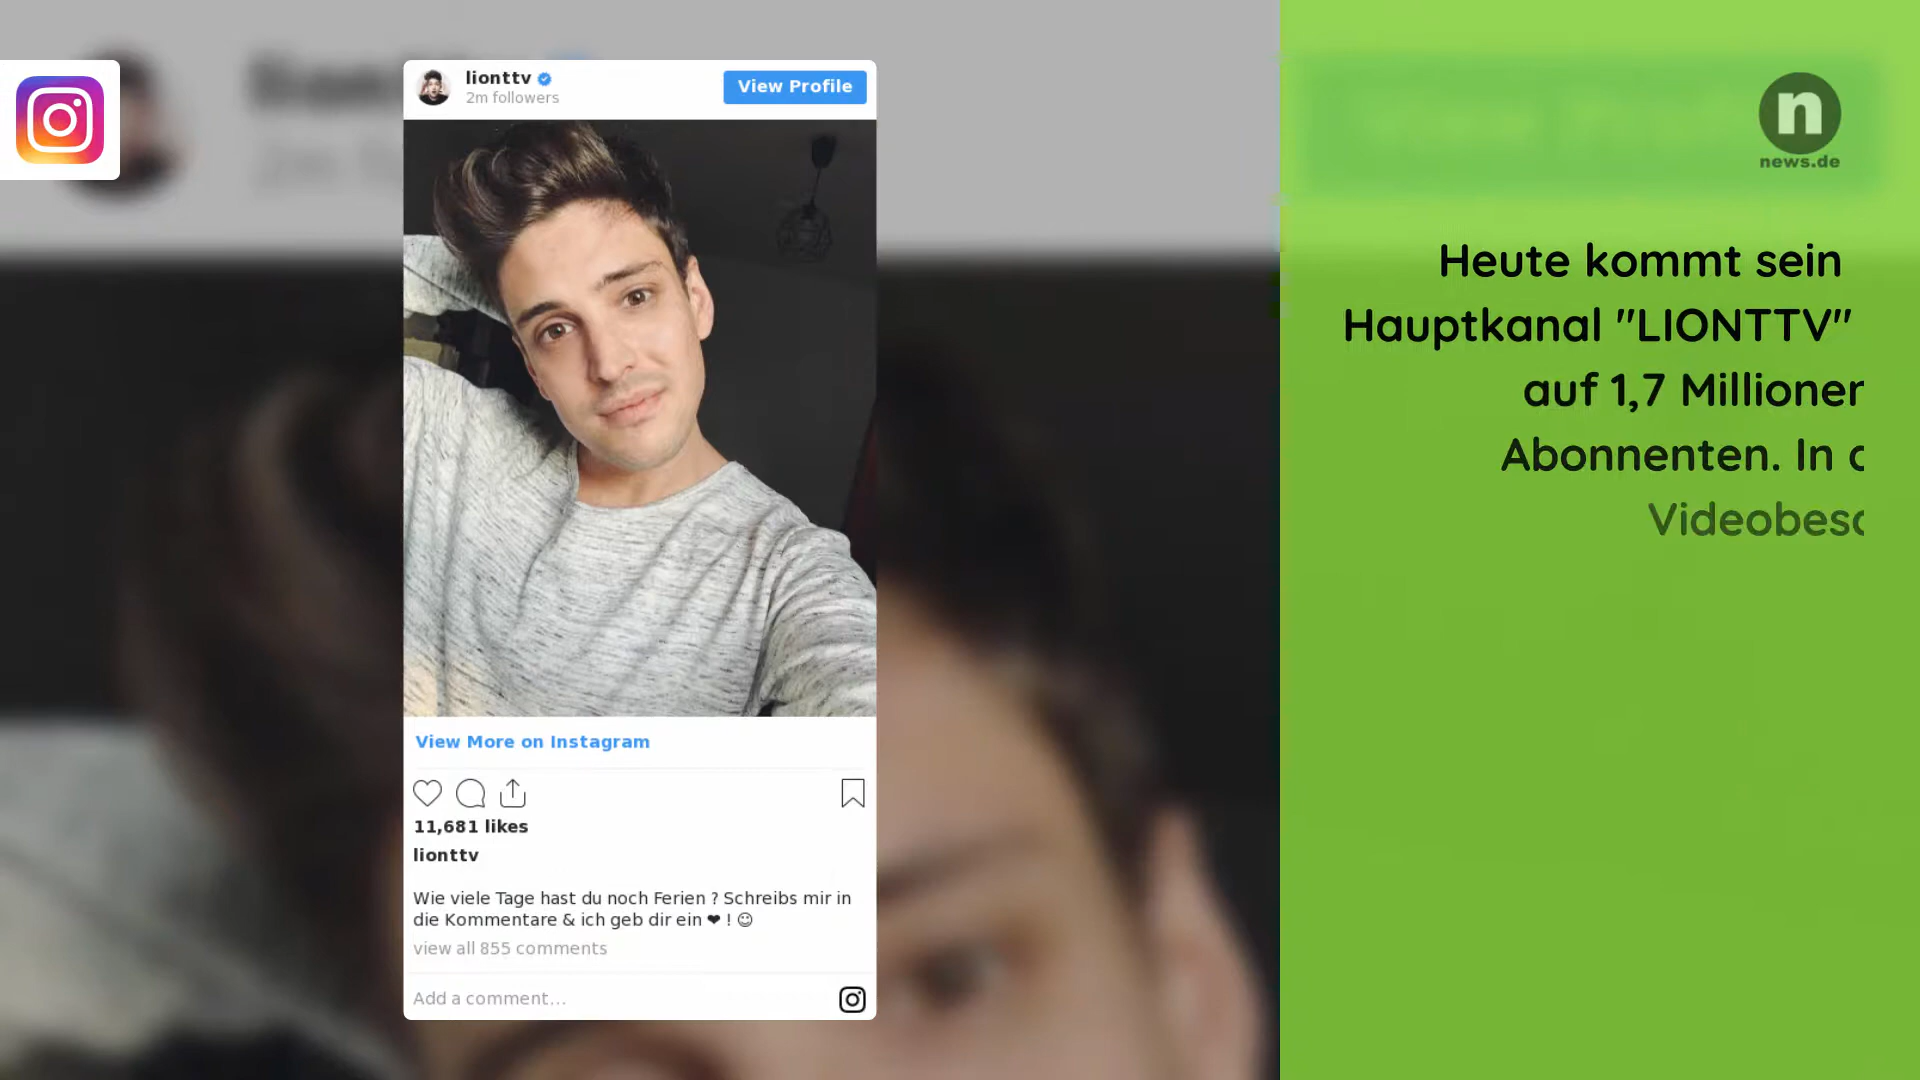 lionttv
2m followers
View Profile
View More on Instagram
11,681 likes
lionttv
Wie viele Tage hast du noch Ferien ? Schreibs mir in
die Kommentare & ich geb dir ein ❤ ! ☺
view all 855 comments
Add a comment...
n
news.de
Heute kommt sein
Hauptkanal "LIONTTV"
auf 1,7 Millionen
Abonnenten. In